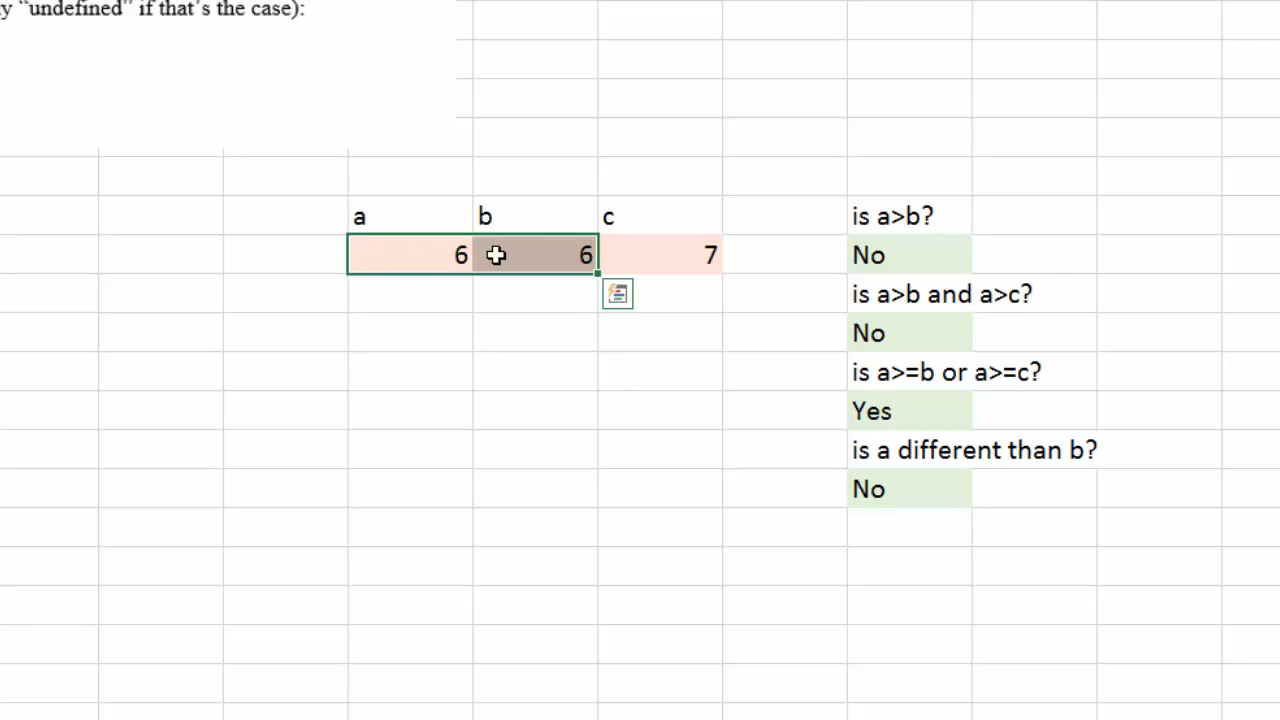 "undefined" if that's the case):
a b c is a>b?
6 6 7 No
is a>b and a>c?
No
is a>=b or a>=c?
Yes
is a different than b?
No